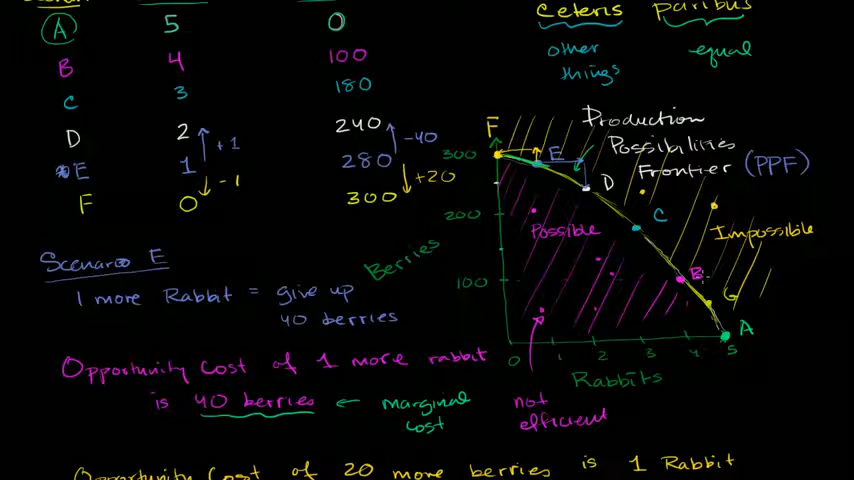 A 5 0
B 4 100
C 3 180
D 2 240
E 1 280
F 0 300
+1
-1
-40
+20
Ceteris paribus
other things
equal
Production
Possibilities
Frontier (PPF)
F
E
D
C
B
G
A
300
200
100
0 1 2 3 4 5
Berries
Rabbits
Possible
Impossible
not
efficient
Scenario E
1 more Rabbit = give up
40 berries
Opportunity Cost of 1 more rabbit
is 40 berries ← marginal
cost
Opportunity Cost of 20 more berries is 1 Rabbit